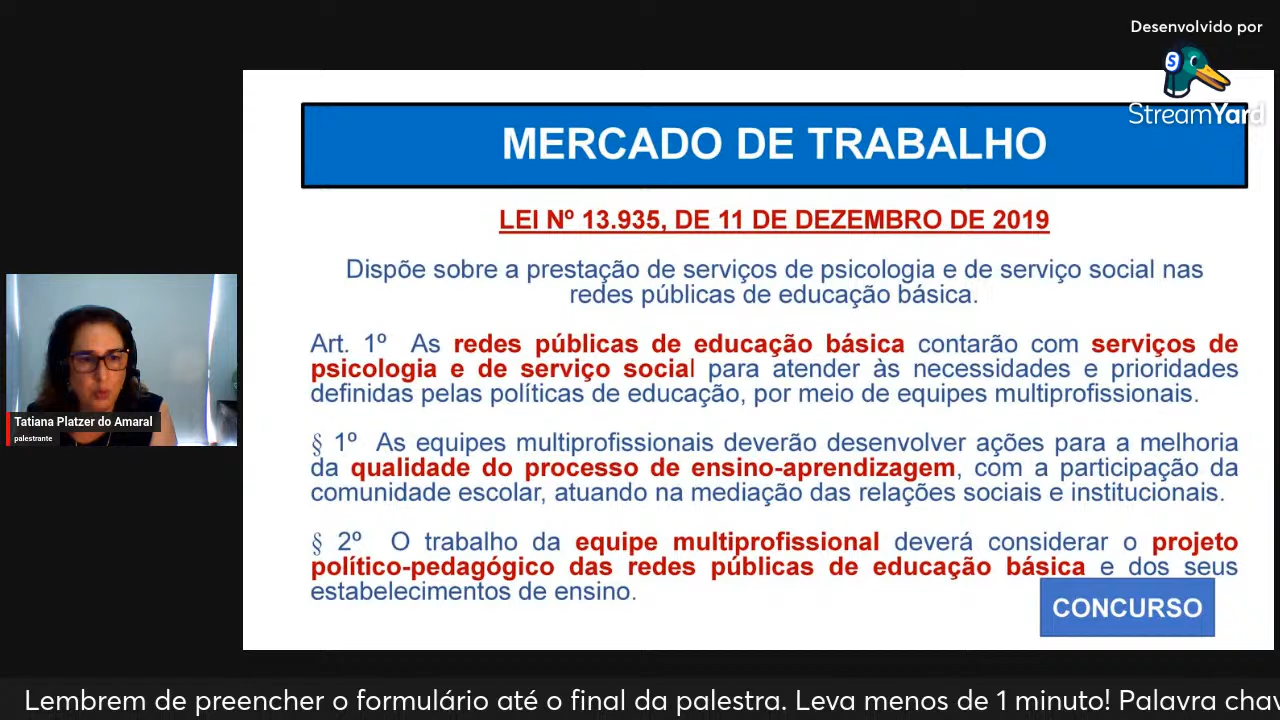 Desenvolvido por
StreamYard
MERCADO DE TRABALHO
LEI Nº 13.935, DE 11 DE DEZEMBRO DE 2019
Dispõe sobre a prestação de serviços de psicologia e de serviço social nas
redes públicas de educação básica.
Art. 1º As redes públicas de educação básica contarão com serviços de
psicologia e de serviço social para atender às necessidades e prioridades
definidas pelas políticas de educação, por meio de equipes multiprofissionais.
§ 1º As equipes multiprofissionais deverão desenvolver ações para a melhoria
da qualidade do processo de ensino-aprendizagem, com a participação da
comunidade escolar, atuando na mediação das relações sociais e institucionais.
§ 2º O trabalho da equipe multiprofissional deverá considerar o projeto
político-pedagógico das redes públicas de educação básica e dos seus
estabelecimentos de ensino.
CONCURSO
Tatiana Platzer do Amaral
palestrante
Lembrem de preencher o formulário até o final da palestra. Leva menos de 1 minuto! Palavra chav